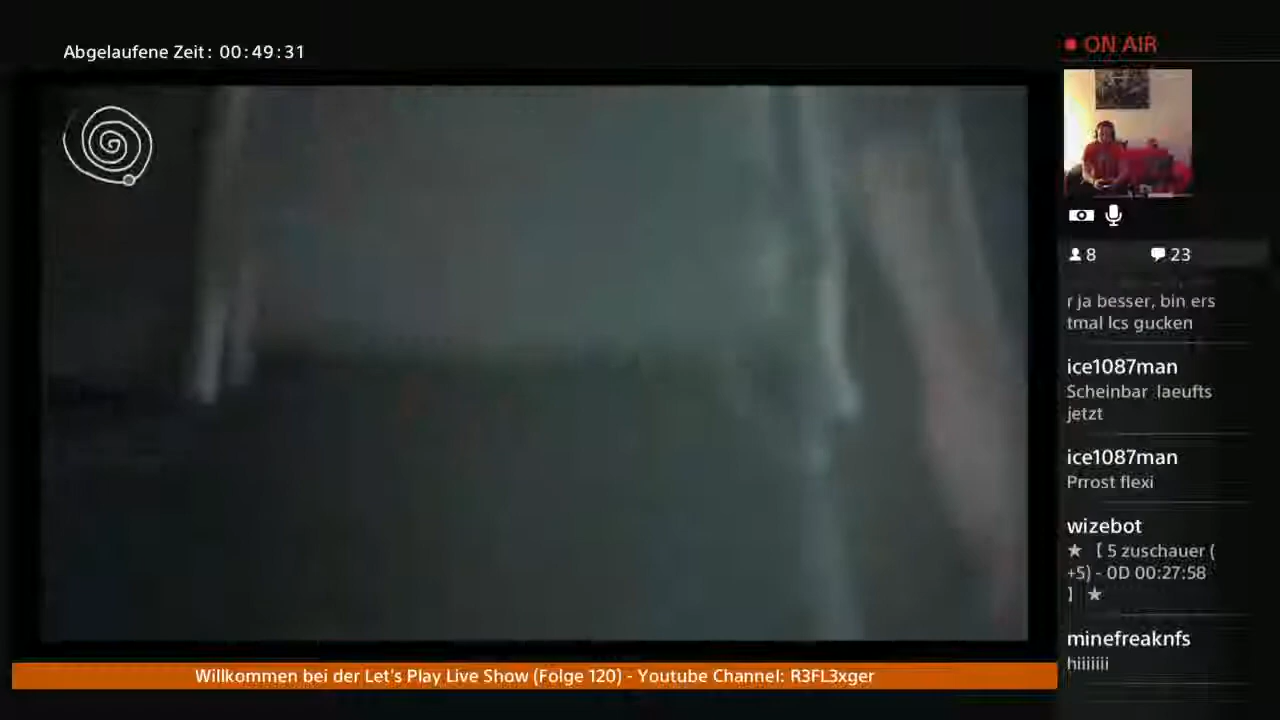 Abgelaufene Zeit: 00:49:31
ON AIR
8 23
r ja besser, bin ers
tmal lcs gucken
ice1087man
Scheinbar laeufts
jetzt
ice1087man
Prrost flexi
wizebot
★ [ 5 zuschauer (
+5) - 0D 00:27:58
] ★
minefreaknfs
hiiiiiii
Willkommen bei der Let's Play Live Show (Folge 120) - Youtube Channel: R3FL3xger